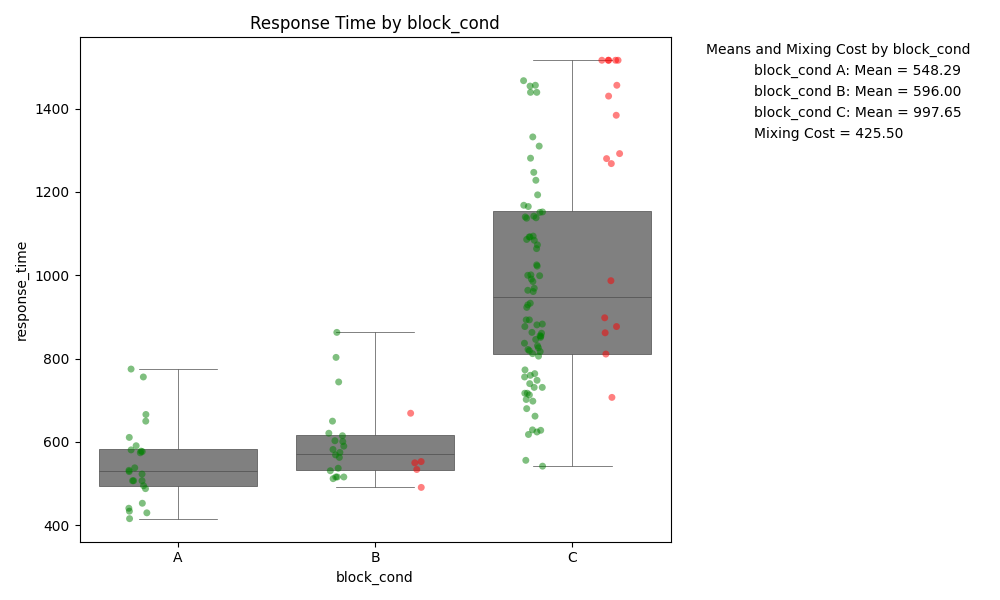 Response Time by block_cond
Means and Mixing Cost by block_cond
block_cond A: Mean = 548.29
block_cond B: Mean = 596.00
block_cond C: Mean = 997.65
Mixing Cost = 425.50
response_time
1400
1200
1000
800
600
400
A
B
C
block_cond